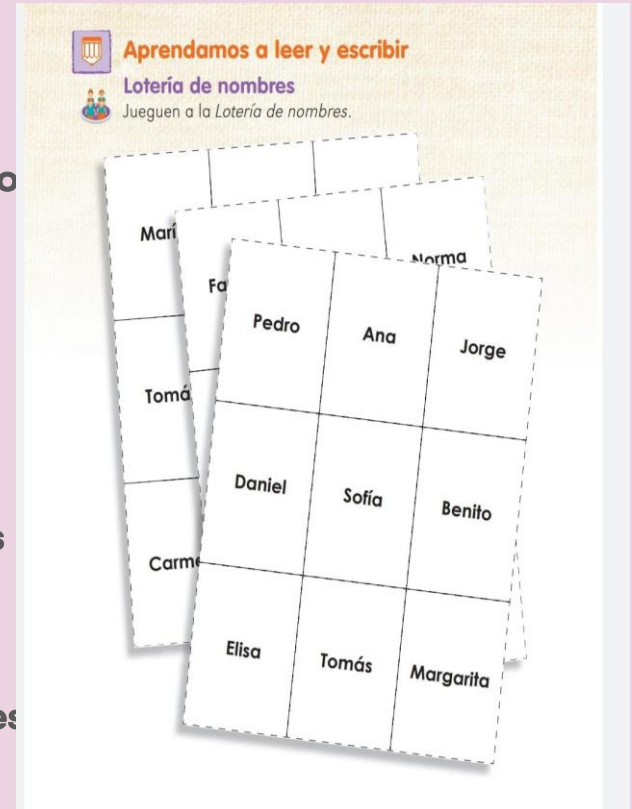 Aprendamos a leer y escribir
Lotería de nombres
Jueguen a la Lotería de nombres.
Norma
Pedro Ana Jorge
Daniel Sofía Benito
Elisa Tomás Margarita